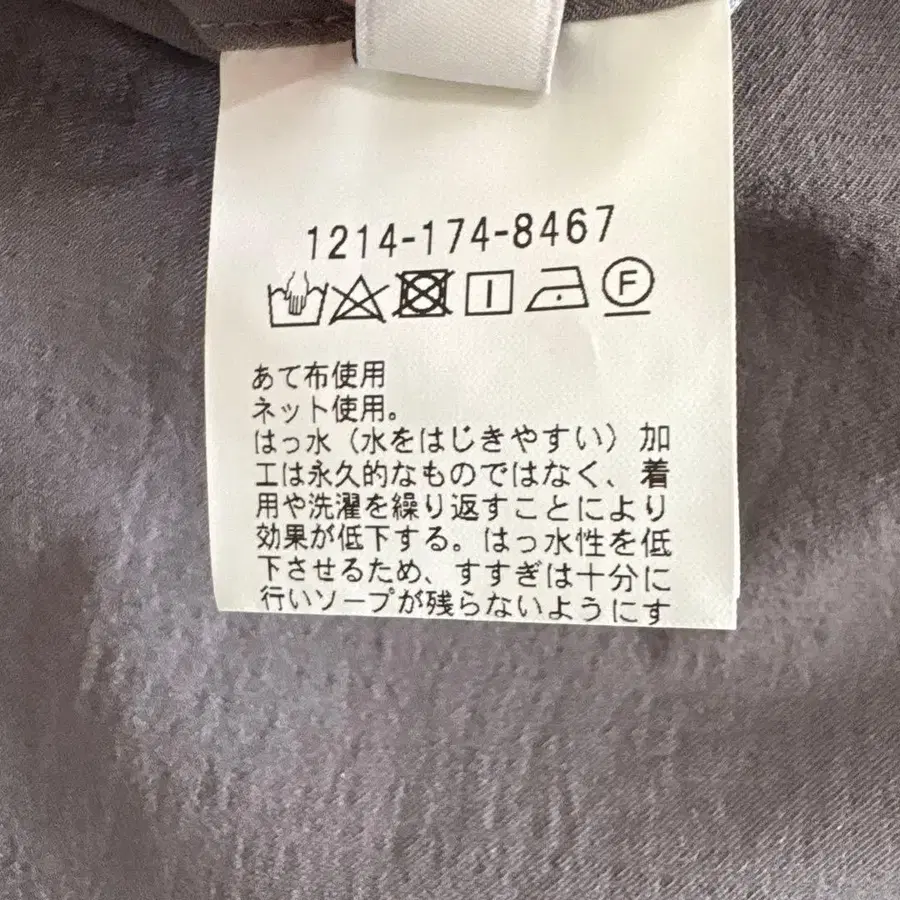 1214-174-8467
F
あて布使用
ネット使用。
はっ水（水をはじきやすい）加
工は永久的なものではなく、着
用や洗濯を繰り返すことにより
効果が低下する。はっ水性を低
下させるため、すすぎは十分に
行いソープが残らないようにす